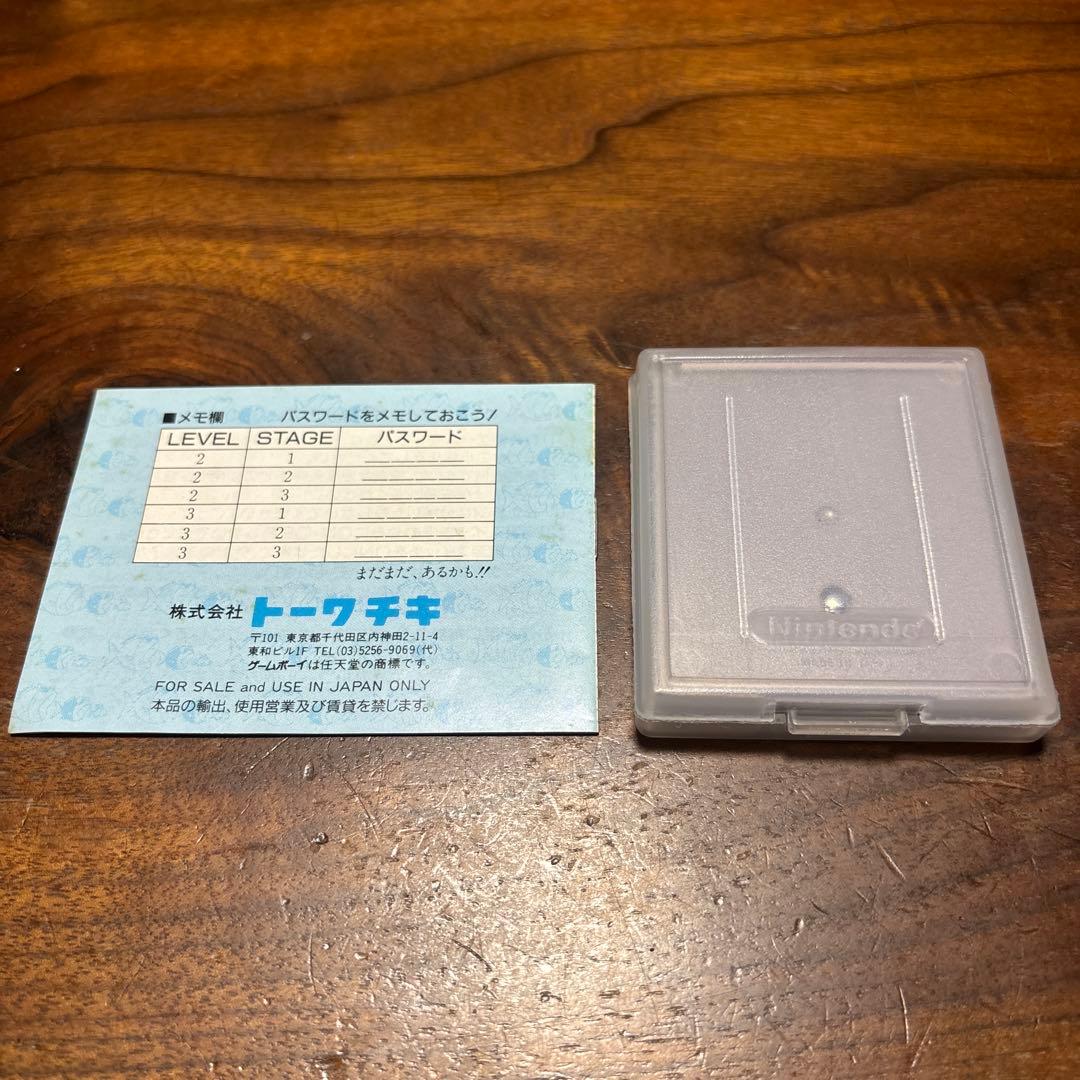 ■メモ欄 パスワードをメモしておこう!
LEVEL STAGE パスワード
2 1 _ _ _ _
2 2 _ _ _ _
2 3 _ _ _ _
3 1 _ _ _ _
3 2 _ _ _ _
3 3 _ _ _ _
まだまだ、あるかも!!
株式会社 トーワチキ
〒101 東京都千代田区内神田2-11-4
東和ビル1F TEL(03)5256-9069(代)
ゲームボーイは任天堂の商標です。
FOR SALE and USE IN JAPAN ONLY
本品の輸出、使用営業及び賃貸を禁じます。
Nintendo